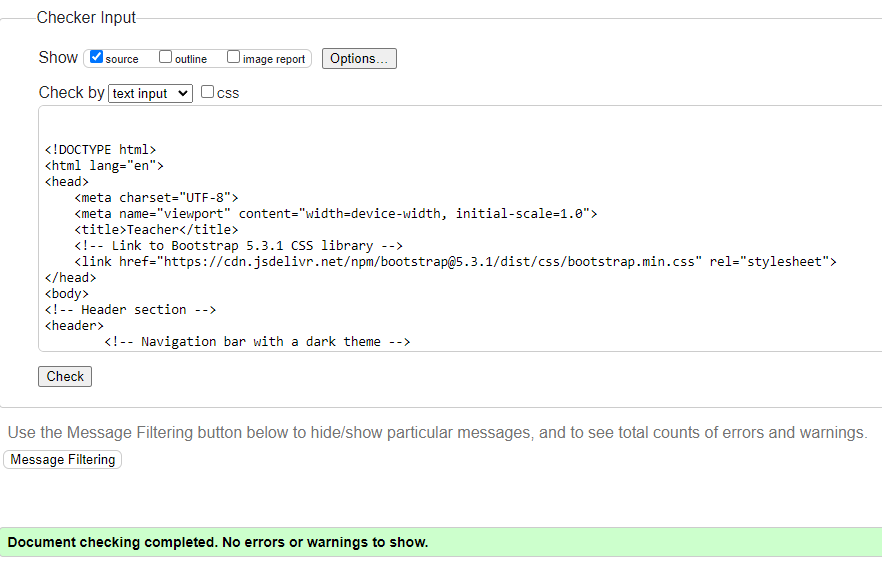 Checker Input
Show source outline image report Options...
Check by text input css
<!DOCTYPE html>
<html lang="en">
<head>
    <meta charset="UTF-8">
    <meta name="viewport" content="width=device-width, initial-scale=1.0">
    <title>Teacher</title>
    <!-- Link to Bootstrap 5.3.1 CSS library -->
    <link href="https://cdn.jsdelivr.net/npm/bootstrap@5.3.1/dist/css/bootstrap.min.css" rel="stylesheet">
</head>
<body>
<!-- Header section -->
<header>
        <!-- Navigation bar with a dark theme -->
Check
Use the Message Filtering button below to hide/show particular messages, and to see total counts of errors and warnings.
Message Filtering
Document checking completed. No errors or warnings to show.